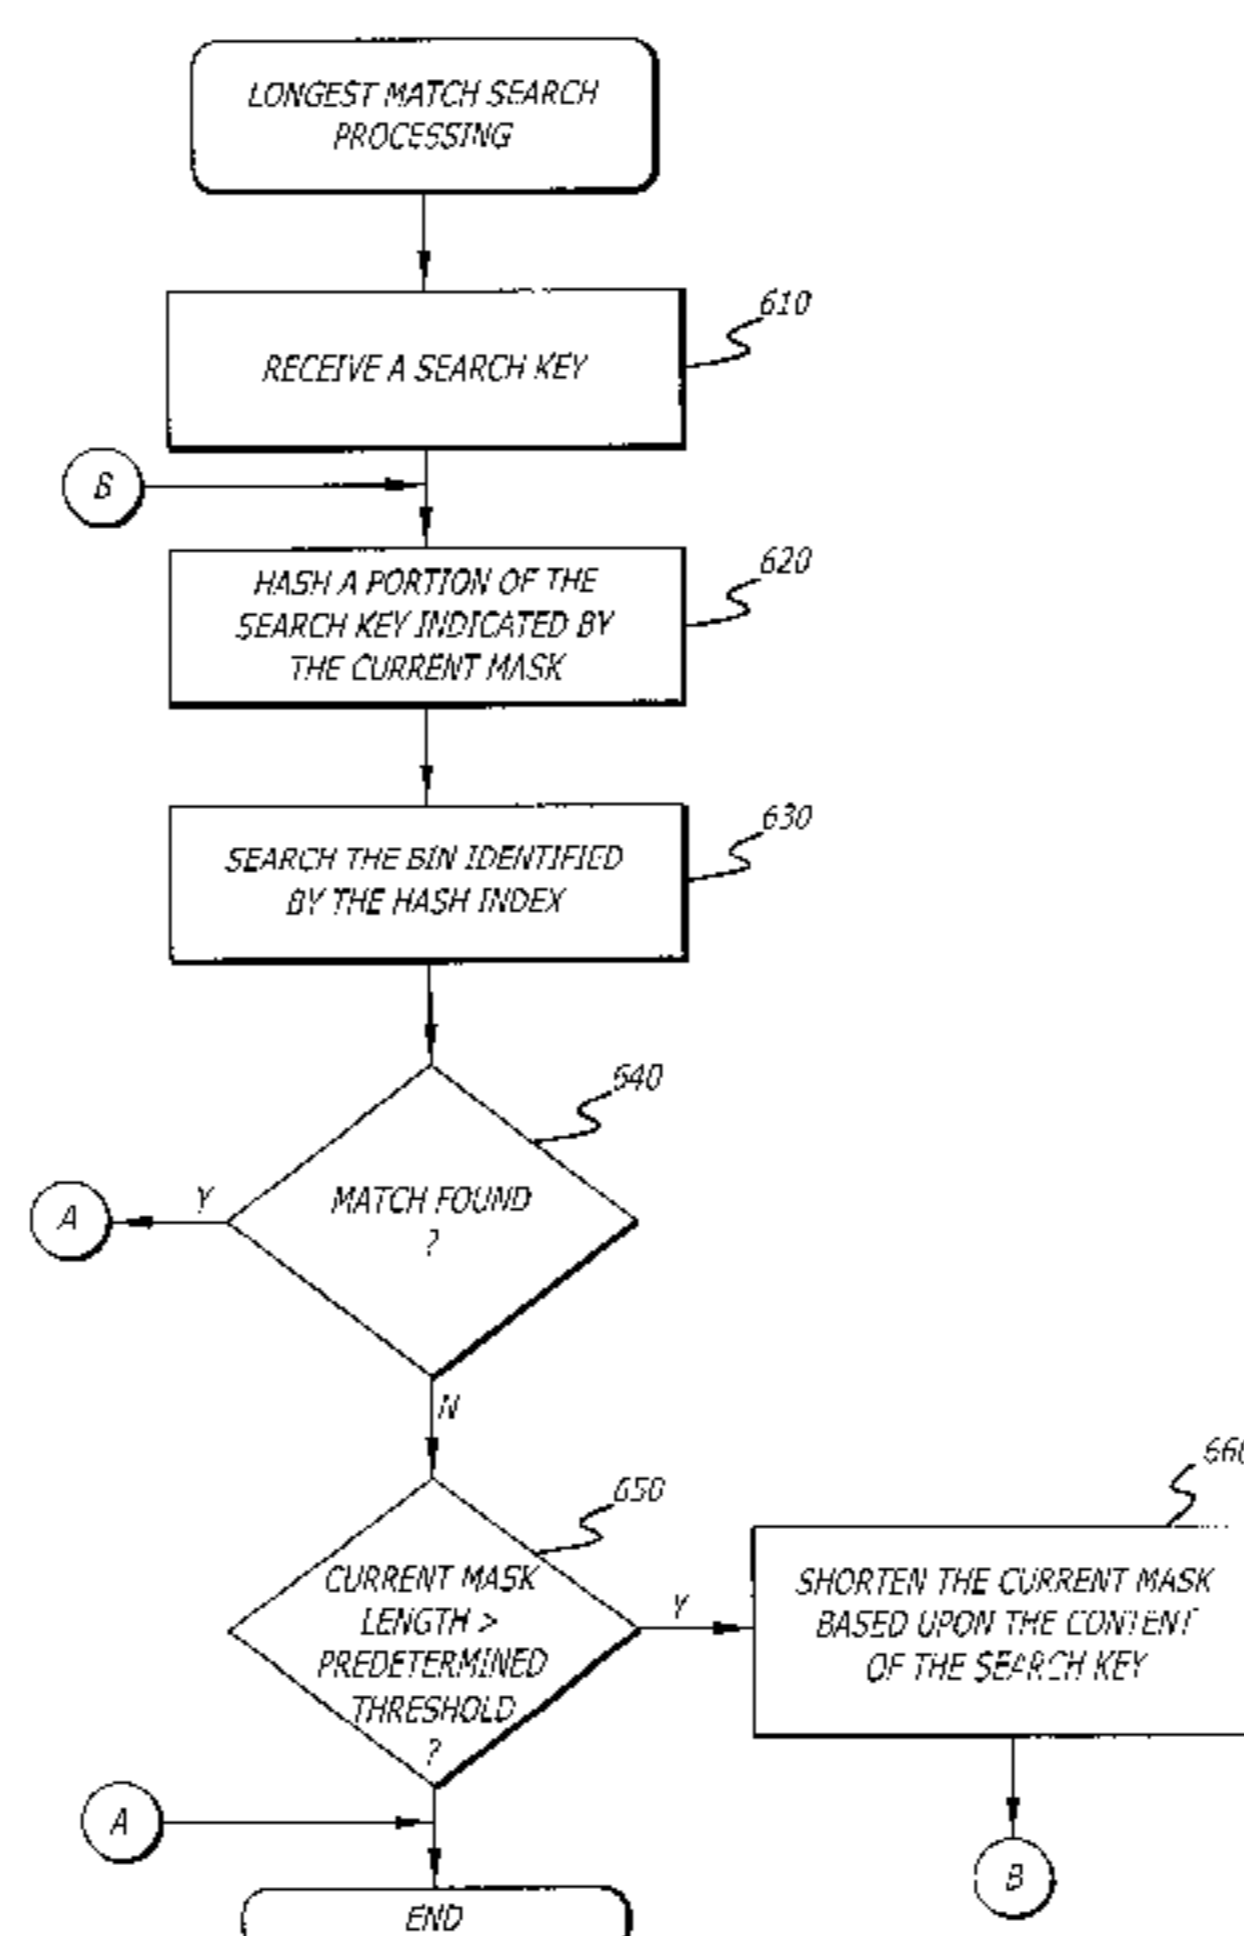 LONGEST MATCH SEARCH
PROCESSING
610
RECEIVE A SEARCH KEY
B
620
HASH A PORTION OF THE
SEARCH KEY INDICATED BY
THE CURRENT MASK
630
SEARCH THE BIN IDENTIFIED
BY THE HASH INDEX
640
MATCH FOUND
?
Y
A
N
650
660
CURRENT MASK
LENGTH >
PREDETERMINED
THRESHOLD
?
Y
SHORTEN THE CURRENT MASK
BASED UPON THE CONTENT
OF THE SEARCH KEY
A
B
END